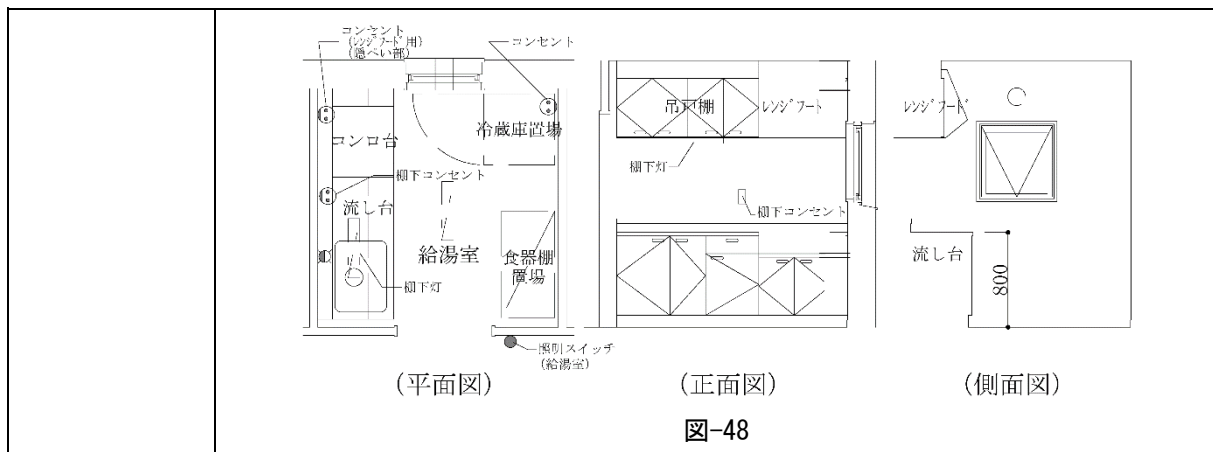 コンセント
(ﾚﾝｼﾞﾌｰﾄﾞ用)
(隠ぺい部)
コンセント
コンロ台
冷蔵庫置場
棚下コンセント
流し台
給湯室
食器棚
置場
棚下灯
照明スイッチ
(給湯室)
(平面図)
吊戸棚
ﾚﾝｼﾞﾌｰﾄﾞ
棚下灯
棚下コンセント
(正面図)
ﾚﾝｼﾞﾌｰﾄﾞ
流し台
800
(側面図)
図-48